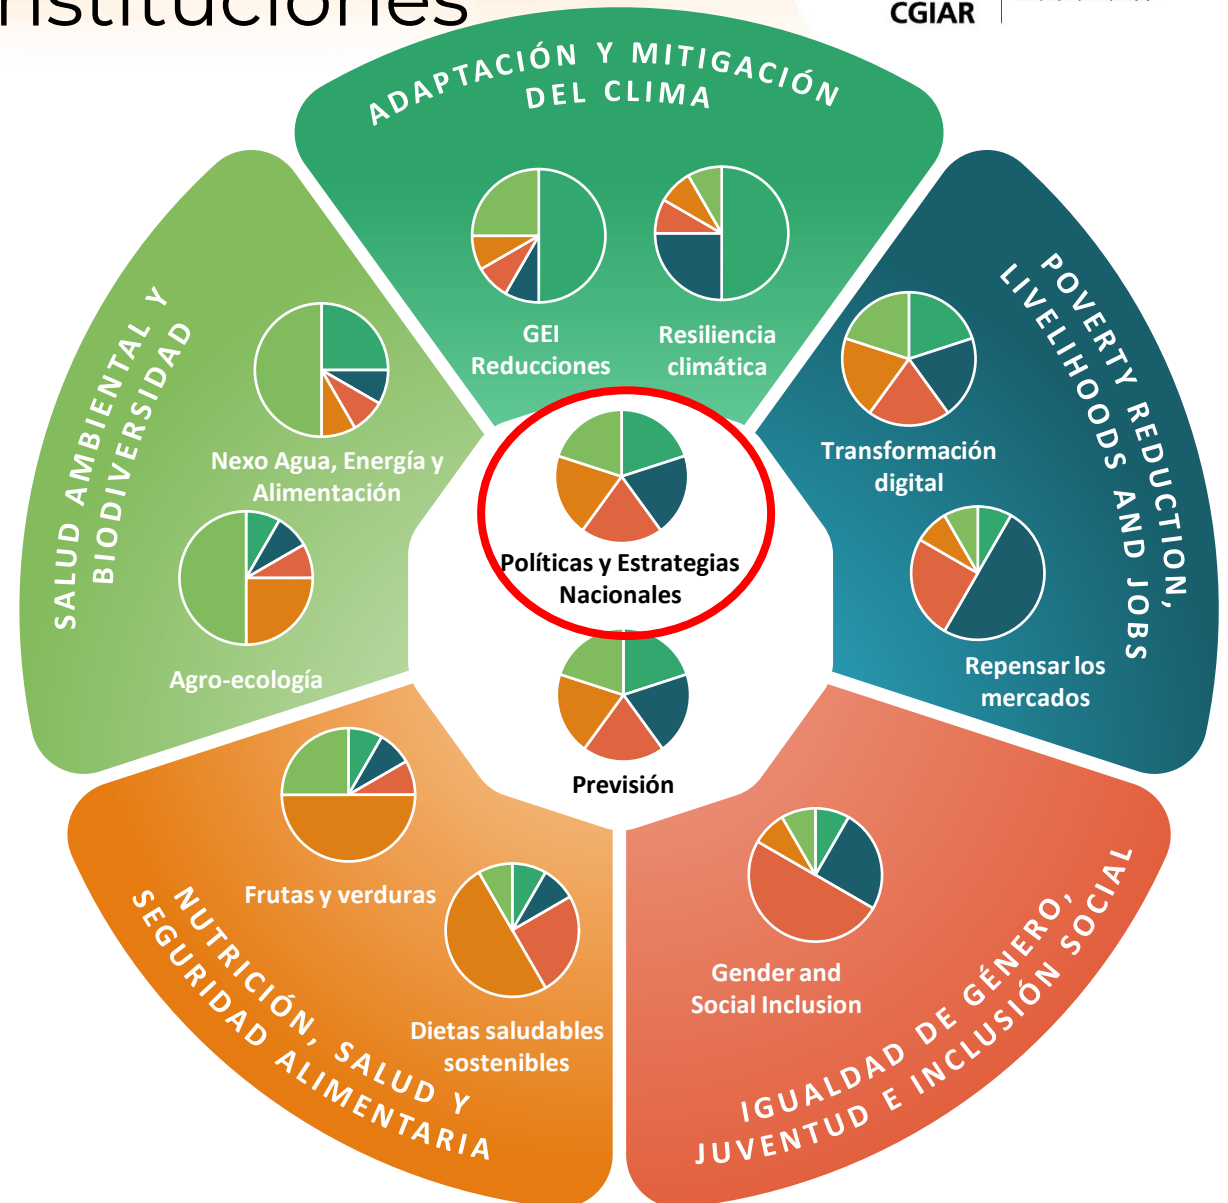 nstituciones
CGIAR
ADAPTACIÓN Y MITIGACIÓN
DEL CLIMA
GEI
Reducciones
Resiliencia
climática
SALUD AMBIENTAL Y
BIODIVERSIDAD
Nexo Agua, Energía y
Alimentación
Agro-ecología
POVERTY REDUCTION,
LIVELIHOODS AND JOBS
Transformación
digital
Repensar los
mercados
Políticas y Estrategias
Nacionales
Previsión
NUTRICIÓN, SALUD Y
SEGURIDAD ALIMENTARIA
Frutas y verduras
Dietas saludables
sostenibles
Gender and
Social Inclusion
IGUALDAD DE GÉNERO,
JUVENTUD E INCLUSIÓN SOCIAL